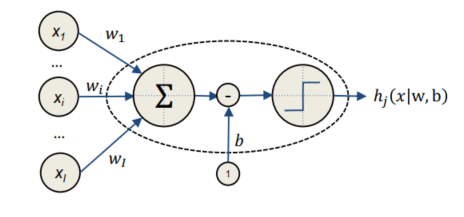 x1
w1
...
wi
xi
Σ
-
hj(x|w,b)
...
b
wI
xI
1